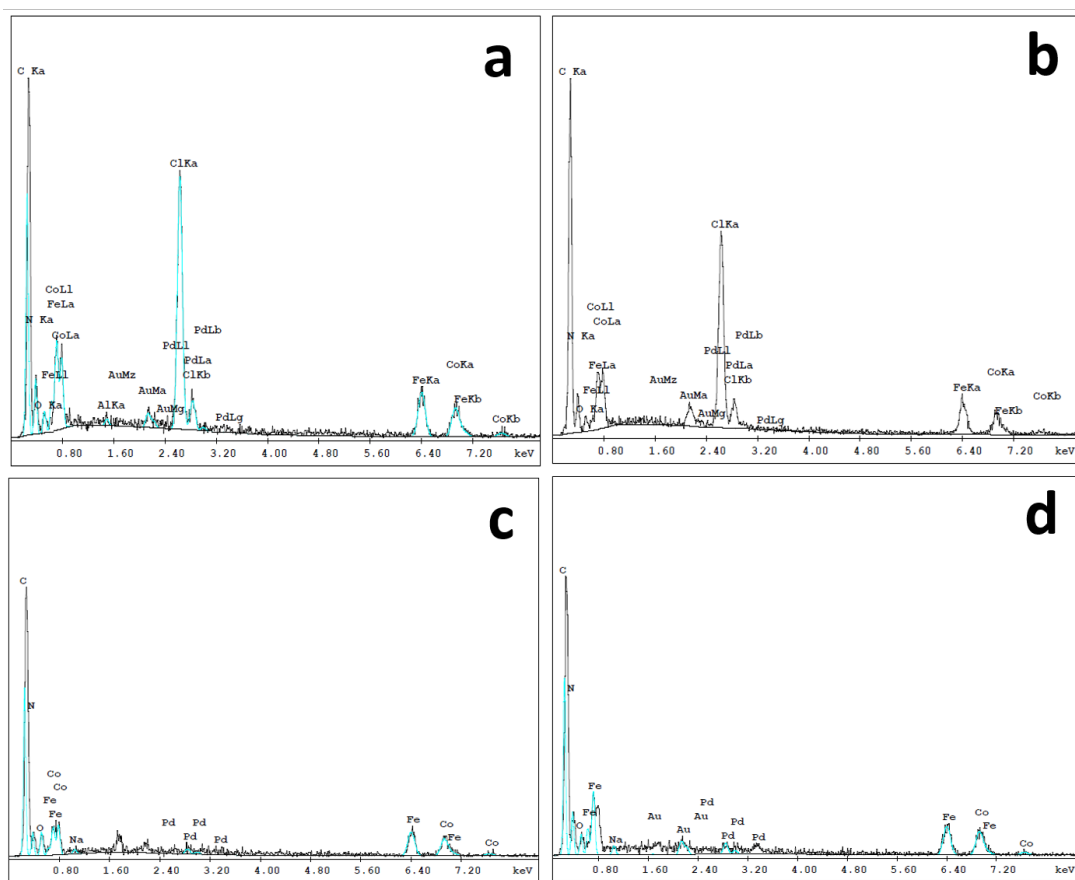 a
C Ka
ClKa
CoLl
FeLa
N Ka
CoLa
PdLb
PdLl
PdLa
FeLl
AuMz
ClKb
AuMa
CoKa
FeKa
FeKb
O Ka
AlKa
AuMg
PdLg
CoKb
0.80 1.60 2.40 3.20 4.00 4.80 5.60 6.40 7.20 keV
b
C Ka
ClKa
CoLl
CoLa
N Ka
PdLb
PdLl
FeLa
PdLa
CoKa
AuMz
ClKb
FeLl
AuMa
FeKa
CoKb
O Ka
AuMg
PdLg
FeKb
0.80 1.60 2.40 3.20 4.00 4.80 5.60 6.40 7.20 keV
c
C
N
Co
Co
Fe
Fe
O
Na
Pd
Pd
Pd
Pd
Fe
Co
Fe
Co
0.80 1.60 2.40 3.20 4.00 4.80 5.60 6.40 7.20 keV
d
C
N
Fe
O
Fe
Na
Au
Au
Au
Pd
Pd
Pd
Pd
Fe
Co
Fe
Co
0.80 1.60 2.40 3.20 4.00 4.80 5.60 6.40 7.20 keV